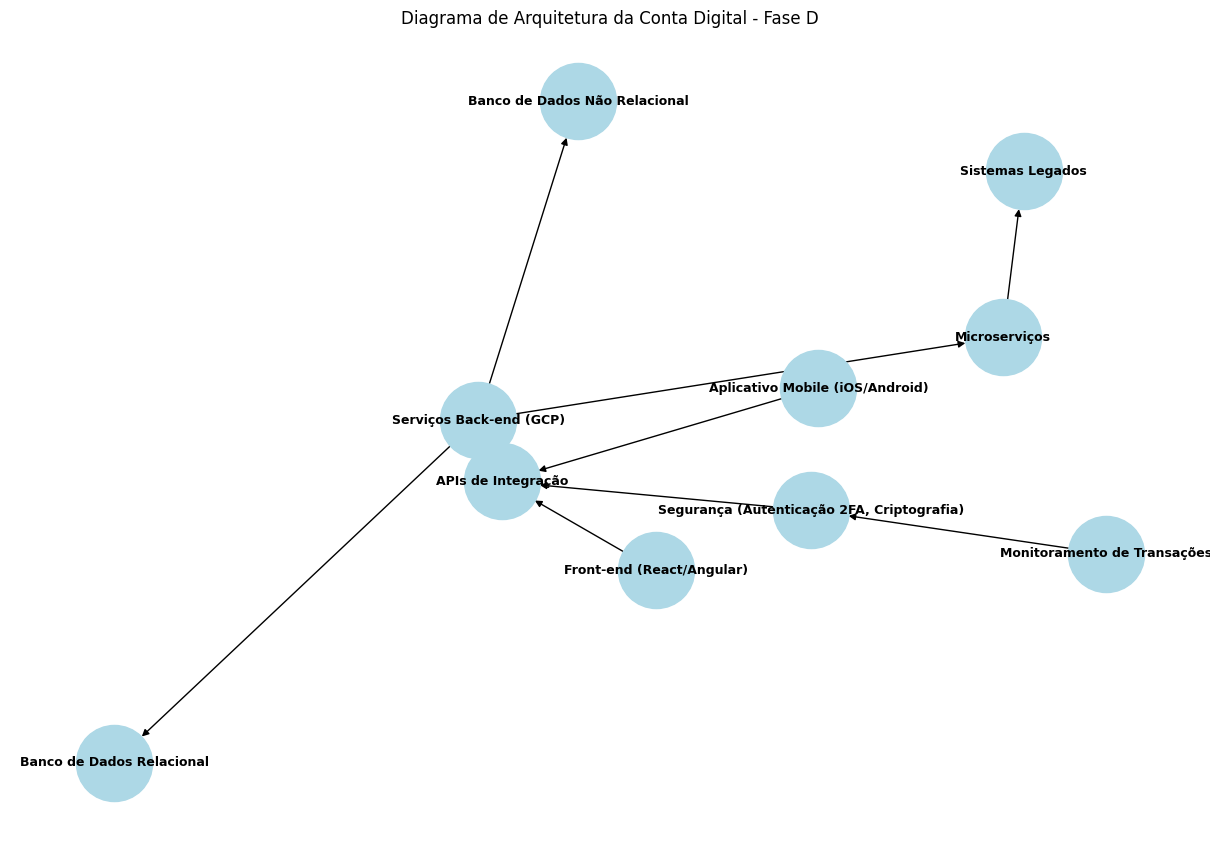 Diagrama de Arquitetura da Conta Digital - Fase D
Banco de Dados Não Relacional
Sistemas Legados
Microserviços
Aplicativo Mobile (iOS/Android)
Serviços Back-end (GCP)
APIs de Integração
Segurança (Autenticação 2FA, Criptografia)
Monitoramento de Transações
Front-end (React/Angular)
Banco de Dados Relacional